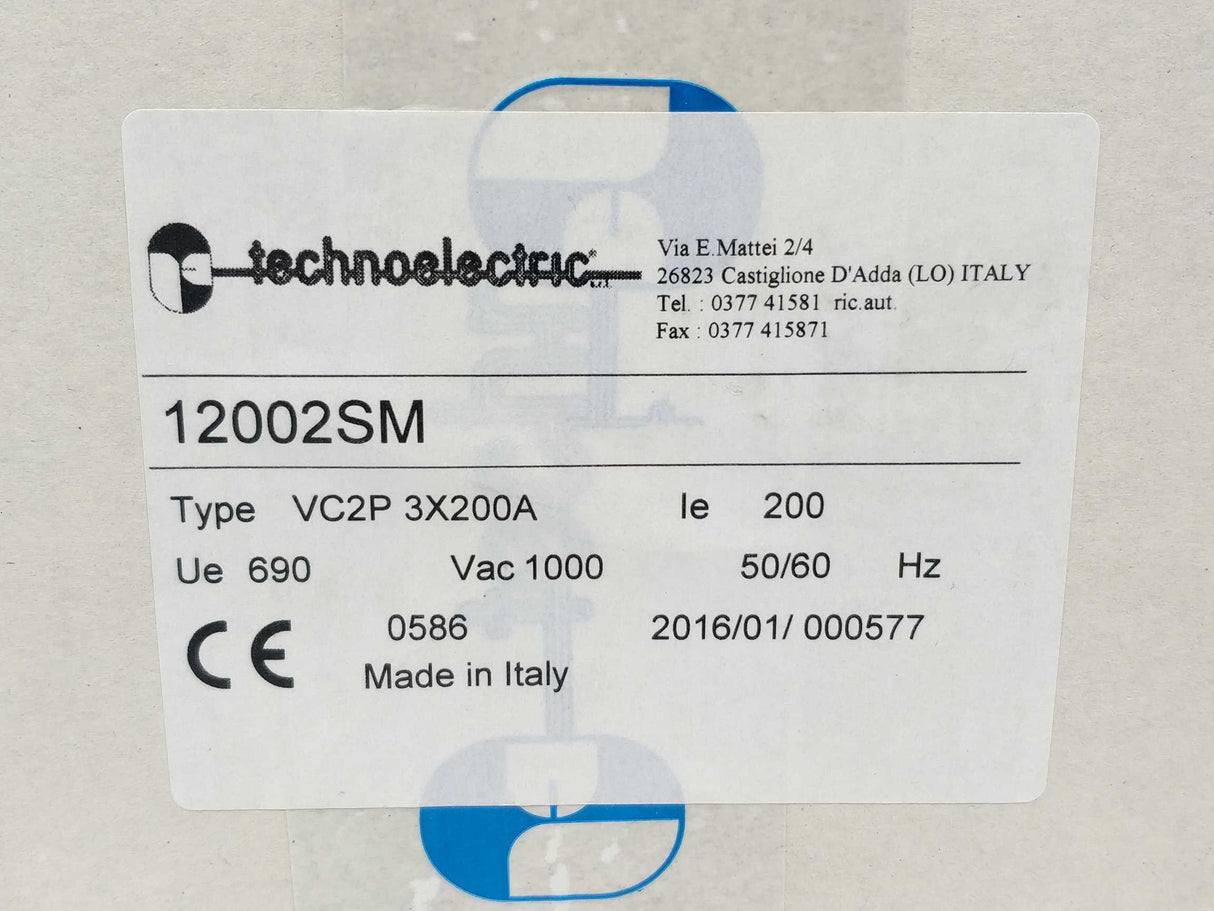 technoelectric
Via E.Mattei 2/4
26823 Castiglione D'Adda (LO) ITALY
Tel. : 0377 41581 ric.aut.
Fax : 0377 415871
12002SM
Type VC2P 3X200A Ie 200
Ue 690 Vac 1000 50/60 Hz
CE 0586 2016/01/ 000577
Made in Italy